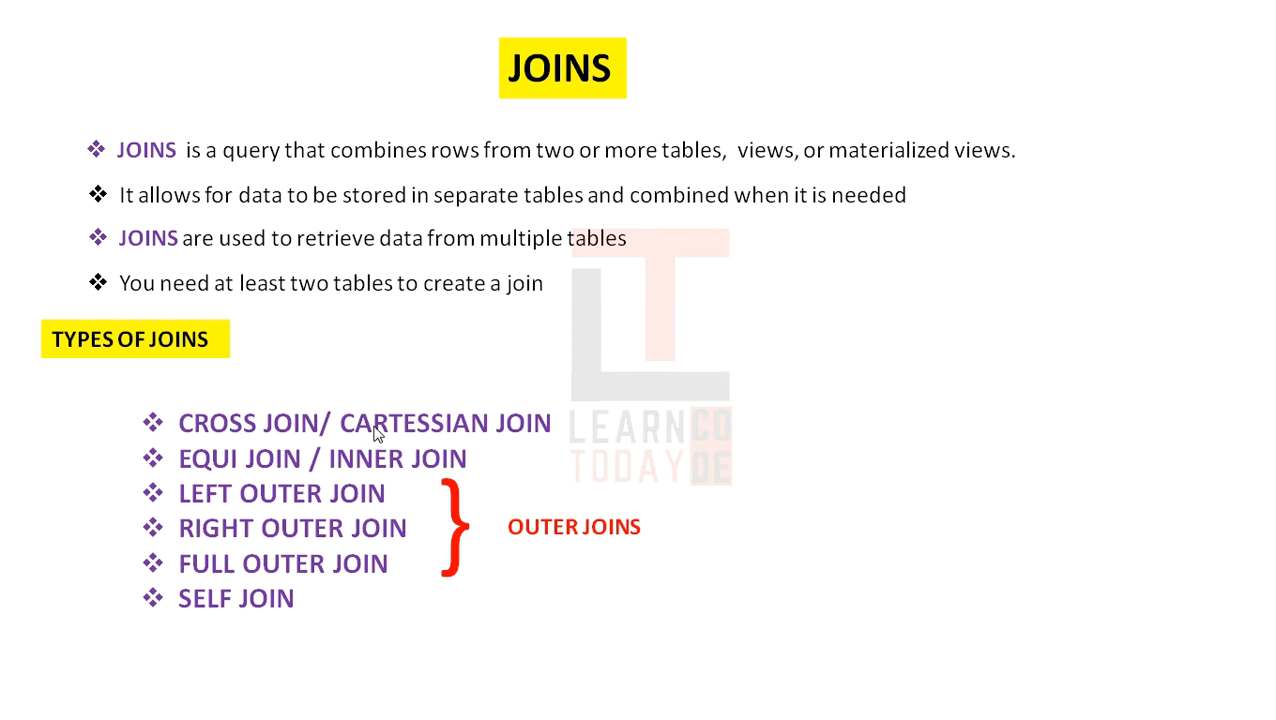 JOINS
JOINS is a query that combines rows from two or more tables, views, or materialized views.
It allows for data to be stored in separate tables and combined when it is needed
JOINS are used to retrieve data from multiple tables
You need at least two tables to create a join
TYPES OF JOINS
CROSS JOIN/ CARTESSIAN JOIN
EQUI JOIN / INNER JOIN
LEFT OUTER JOIN
RIGHT OUTER JOIN
FULL OUTER JOIN
SELF JOIN
OUTER JOINS
LEARNCO
TODAYDE